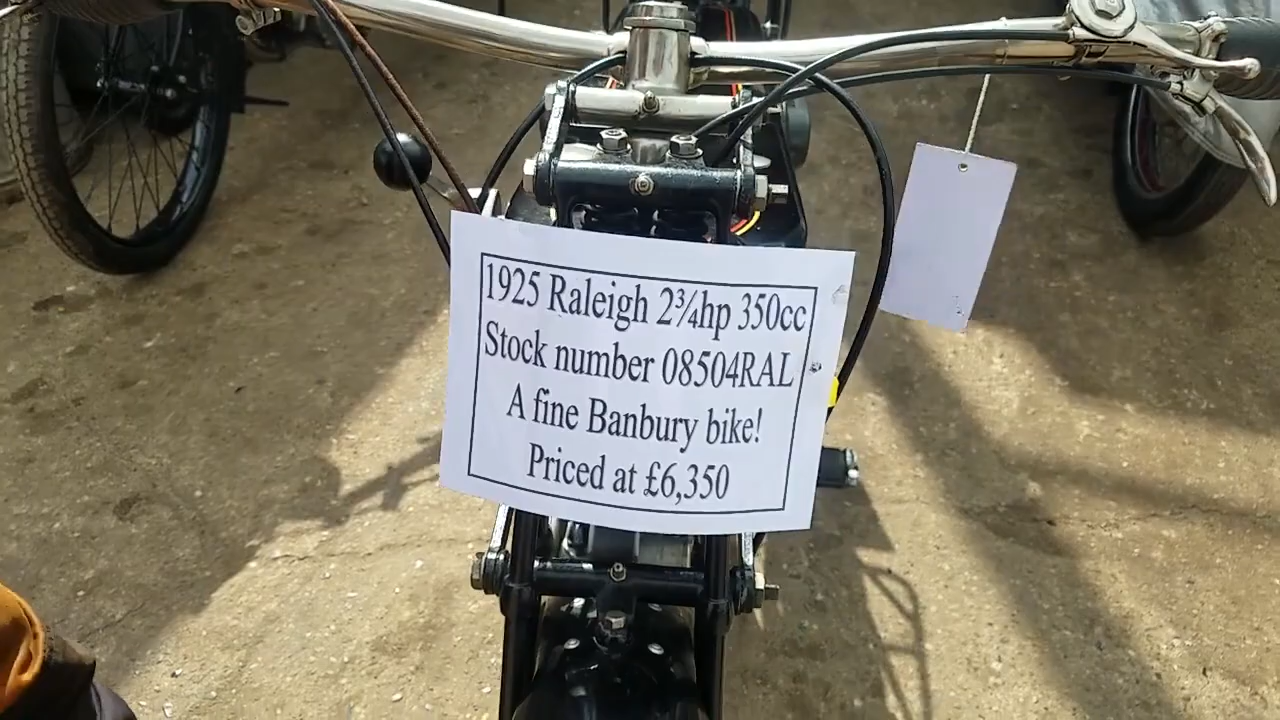 1925 Raleigh 2¾hp 350cc
Stock number 08504RAL
A fine Banbury bike!
Priced at £6,350